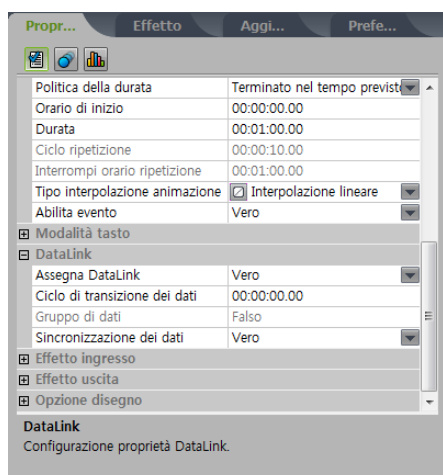 Propr... Effetto Aggi... Prefe...
Politica della durata Terminato nel tempo previst
Orario di inizio 00:00:00.00
Durata 00:01:00.00
Ciclo ripetizione 00:00:10.00
Interrompi orario ripetizione 00:01:00.00
Tipo interpolazione animazione Interpolazione lineare
Abilita evento Vero
Modalità tasto
DataLink
Assegna DataLink Vero
Ciclo di transizione dei dati 00:00:00.00
Gruppo di dati Falso
Sincronizzazione dei dati Vero
Effetto ingresso
Effetto uscita
Opzione disegno
DataLink
Configurazione proprietà DataLink.